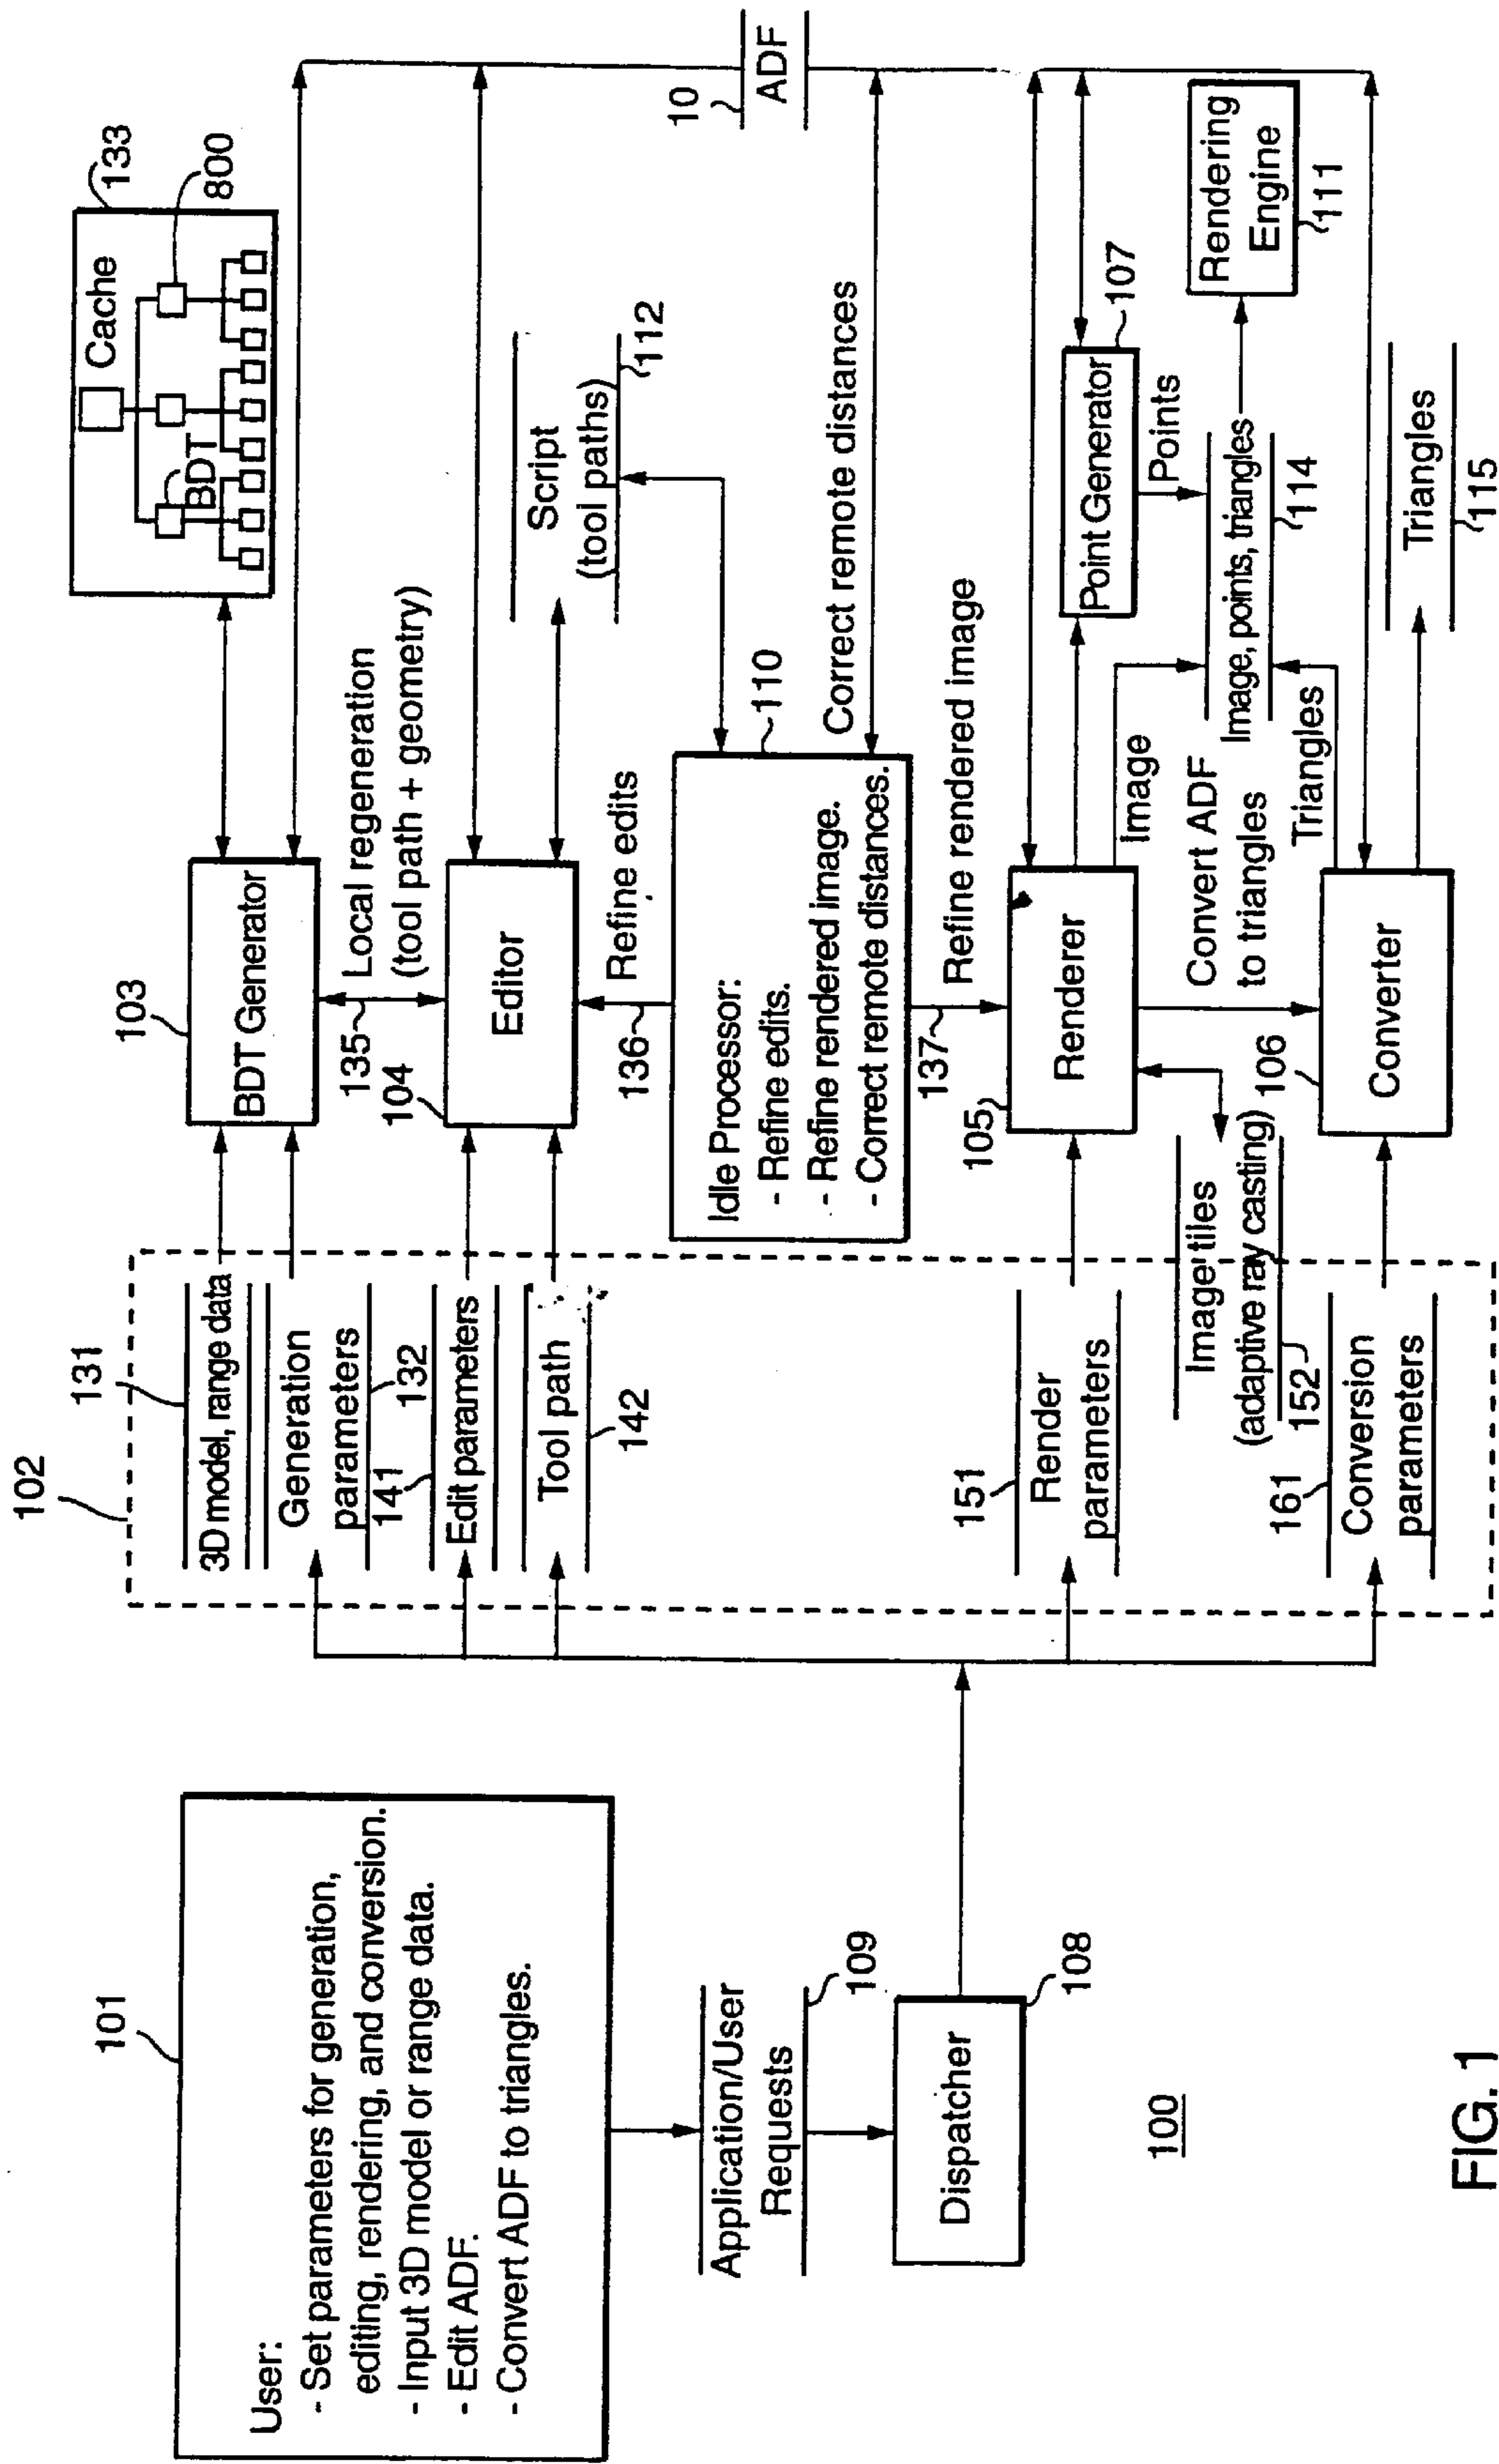 101
User:
- Set parameters for generation,
editing, rendering, and conversion.
- Input 3D model or range data.
- Edit ADF.
- Convert ADF to triangles.
Application/User
Requests
109
Dispatcher
108
100
102
131
3D model, range data
Generation
parameters
132
141
Edit parameters
Tool path
142
151
Render
parameters
Image tiles
(adaptive ray casting)
152
161
Conversion
parameters
103
BDT Generator
135
Local regeneration
(tool path + geometry)
104
Editor
136
Refine edits
Idle Processor:
- Refine edits.
- Refine rendered image.
- Correct remote distances.
110
137
Refine rendered image
105
Renderer
Convert ADF
to triangles
106
Converter
Cache
133
BDT
800
Script
(tool paths)
112
Correct remote distances
10
ADF
Point Generator
107
Points
Image
Image, points, triangles
114
Triangles
Rendering
Engine
111
Triangles
115
FIG. 1